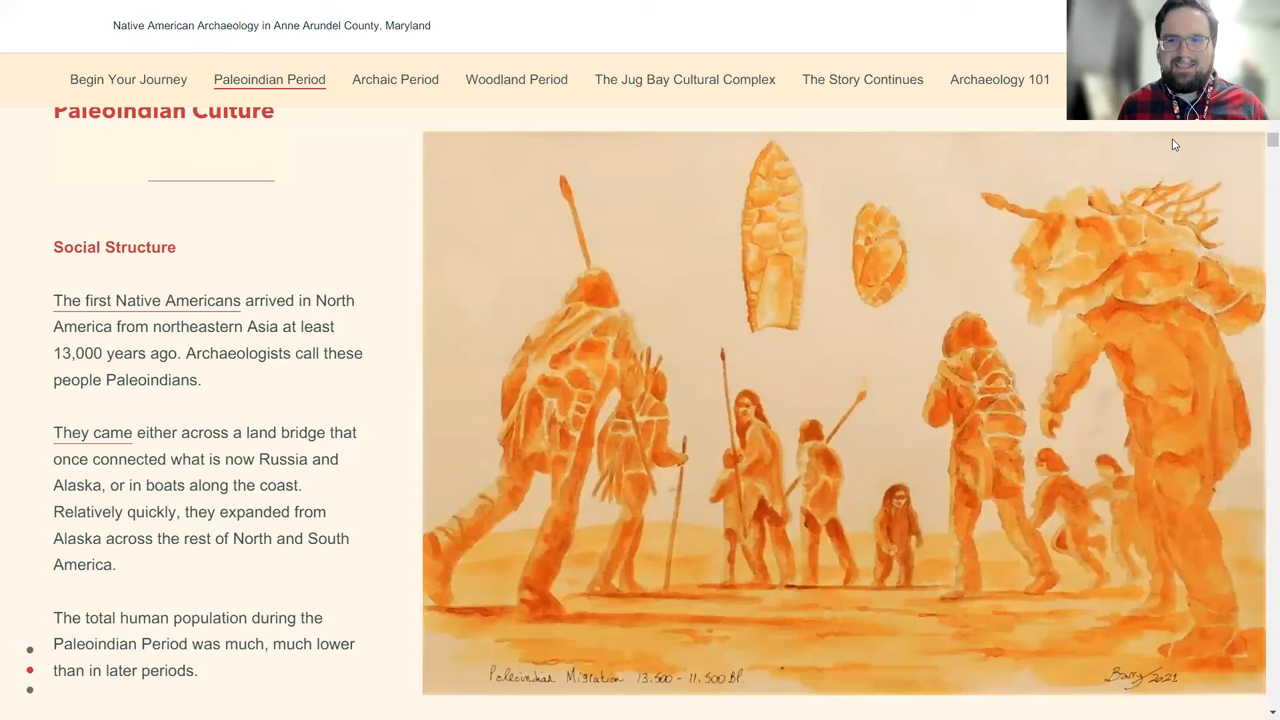 Native American Archaeology in Anne Arundel County, Maryland
Begin Your Journey Paleoindian Period Archaic Period Woodland Period The Jug Bay Cultural Complex The Story Continues Archaeology 101
Paleoindian Culture
Social Structure
The first Native Americans arrived in North
America from northeastern Asia at least
13,000 years ago. Archaeologists call these
people Paleoindians.
They came either across a land bridge that
once connected what is now Russia and
Alaska, or in boats along the coast.
Relatively quickly, they expanded from
Alaska across the rest of North and South
America.
The total human population during the
Paleoindian Period was much, much lower
than in later periods.
Paleoindian Migration 13,500 - 11,500 BP.
Barry 2021